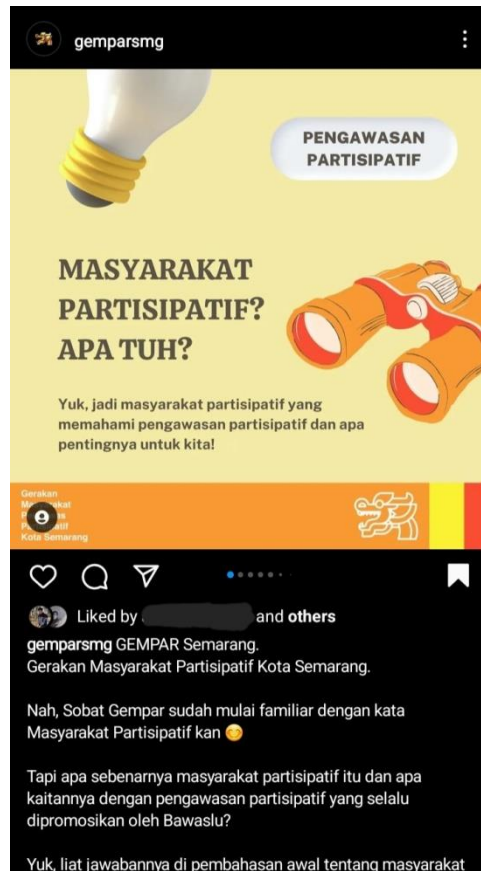 gemparsmg
PENGAWASAN
PARTISIPATIF
MASYARAKAT
PARTISIPATIF?
APA TUH?
Yuk, jadi masyarakat partisipatif yang
memahami pengawasan partisipatif dan apa
pentingnya untuk kita!
Gerakan
Kota Semarang
Liked by
and others
gemparsmg GEMPAR Semarang.
Gerakan Masyarakat Partisipatif Kota Semarang.
Nah, Sobat Gempar sudah mulai familiar dengan kata
Masyarakat Partisipatif kan 😊
Tapi apa sebenarnya masyarakat partisipatif itu dan apa
kaitannya dengan pengawasan partisipatif yang selalu
dipromosikan oleh Bawaslu?
Yuk, liat jawabannya di pembahasan awal tentang masyarakat